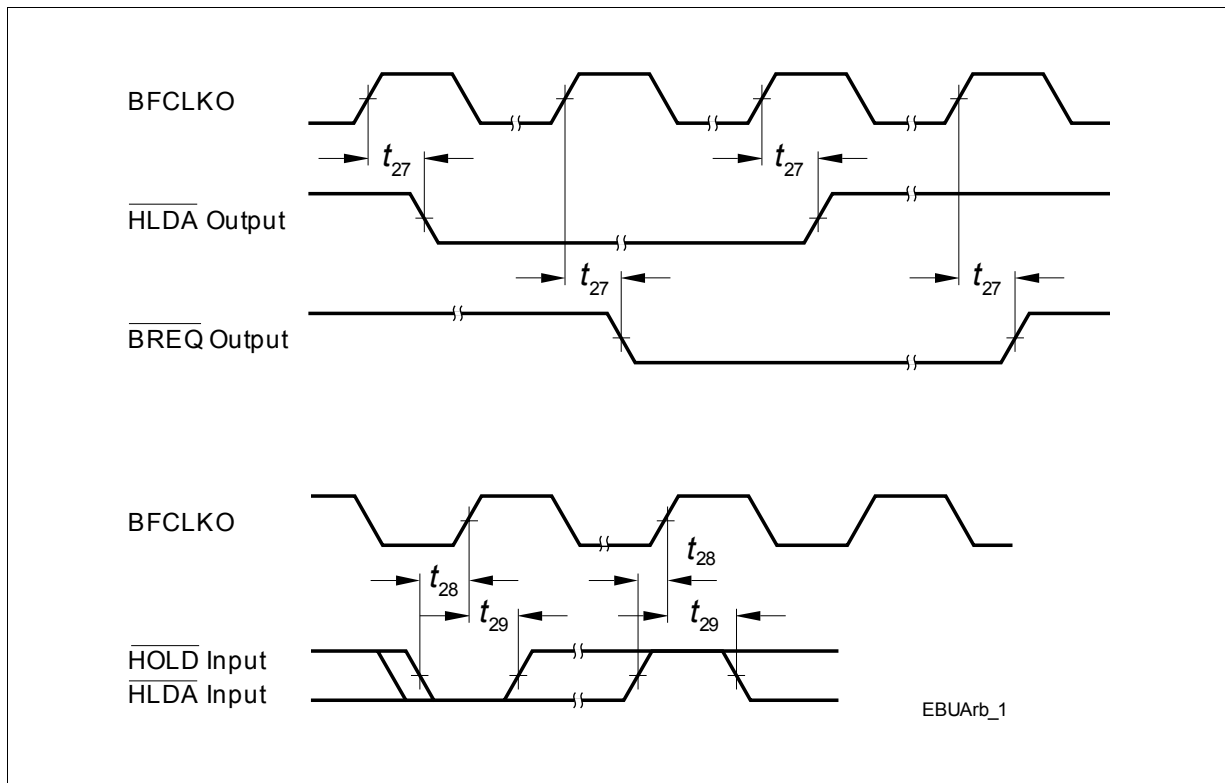 BFCLKO
t27 t27
HLDA Output
t27 t27
BREQ Output
BFCLKO
t28 t28
t29 t29
HOLD Input
HLDA Input
EBUArb_1